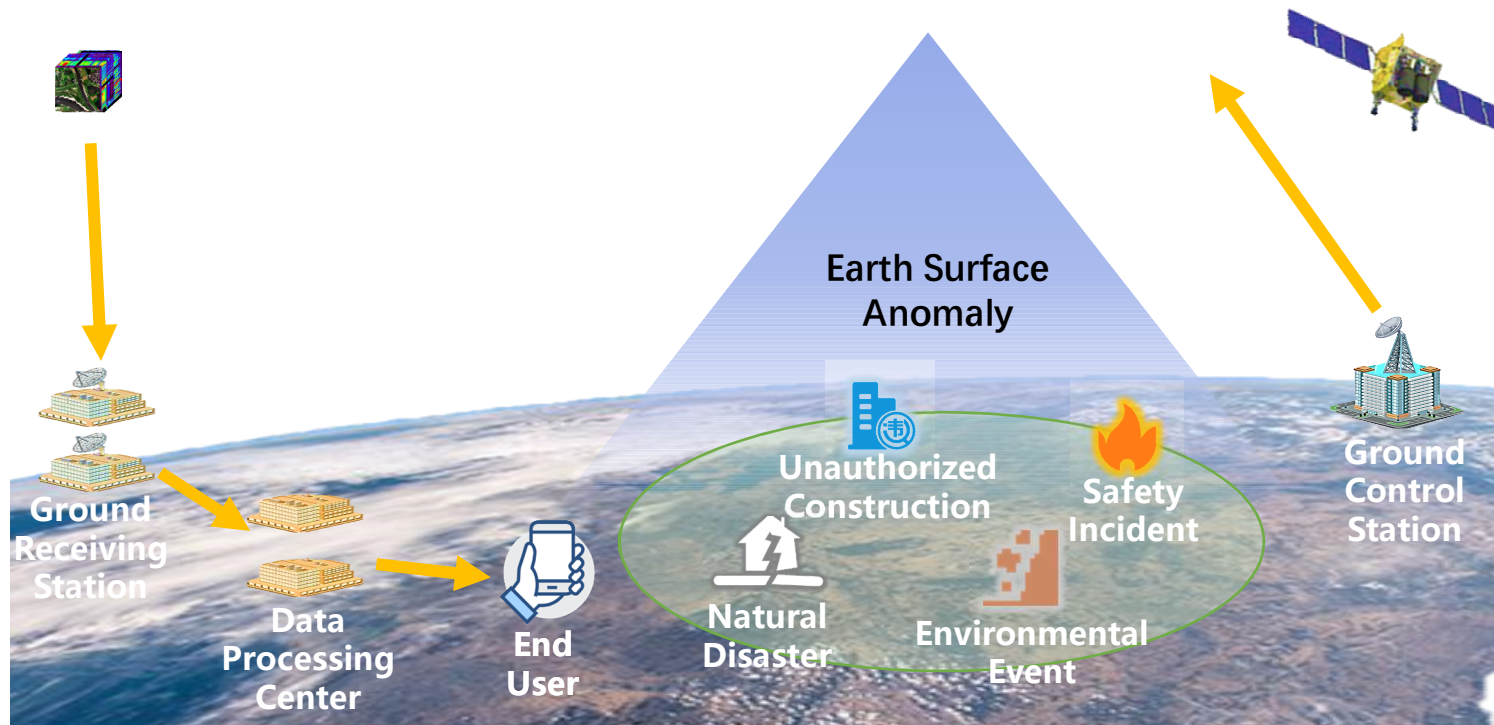 Earth Surface
Anomaly
Unauthorized
Construction
Safety
Incident
Natural
Disaster
Environmental
Event
Ground
Receiving
Station
Data
Processing
Center
End
User
Ground
Control
Station